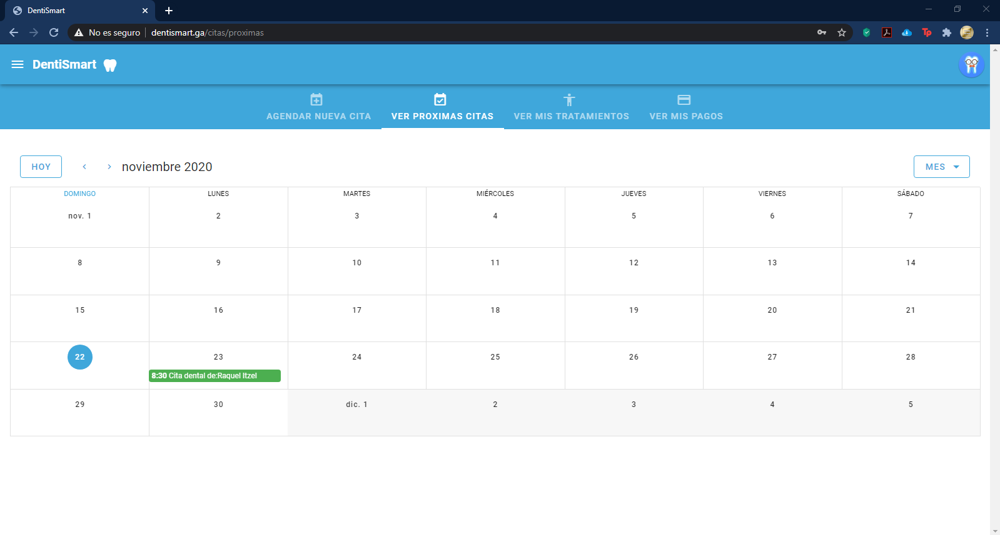 DentiSmart
No es seguro dentismart.ga/citas/proximas
DentiSmart
AGENDAR NUEVA CITA VER PROXIMAS CITAS VER MIS TRATAMIENTOS VER MIS PAGOS
HOY noviembre 2020 MES
DOMINGO LUNES MARTES MIÉRCOLES JUEVES VIERNES SÁBADO
nov. 1 2 3 4 5 6 7
8 9 10 11 12 13 14
15 16 17 18 19 20 21
22 23 24 25 26 27 28
8:30 Cita dental de:Raquel Itzel
29 30 dic. 1 2 3 4 5